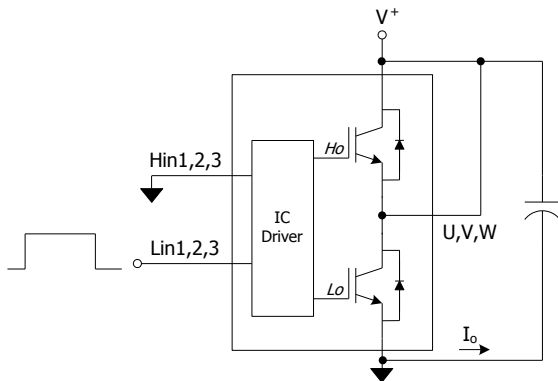 V+
Hin1,2,3
Ho
IC
Driver
U,V,W
Lin1,2,3
Lo
Io